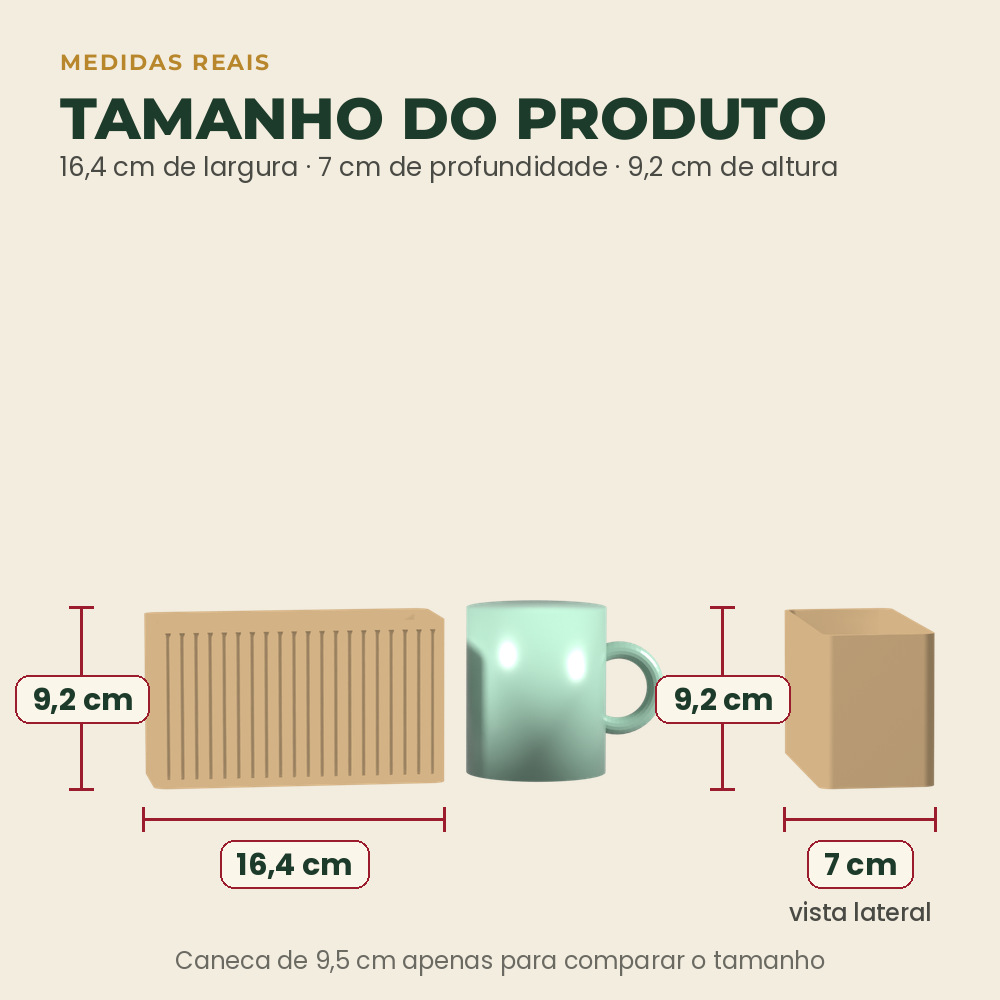 MEDIDAS REAIS
TAMANHO DO PRODUTO
16,4 cm de largura · 7 cm de profundidade · 9,2 cm de altura
9,2 cm
9,2 cm
16,4 cm
7 cm
vista lateral
Caneca de 9,5 cm apenas para comparar o tamanho